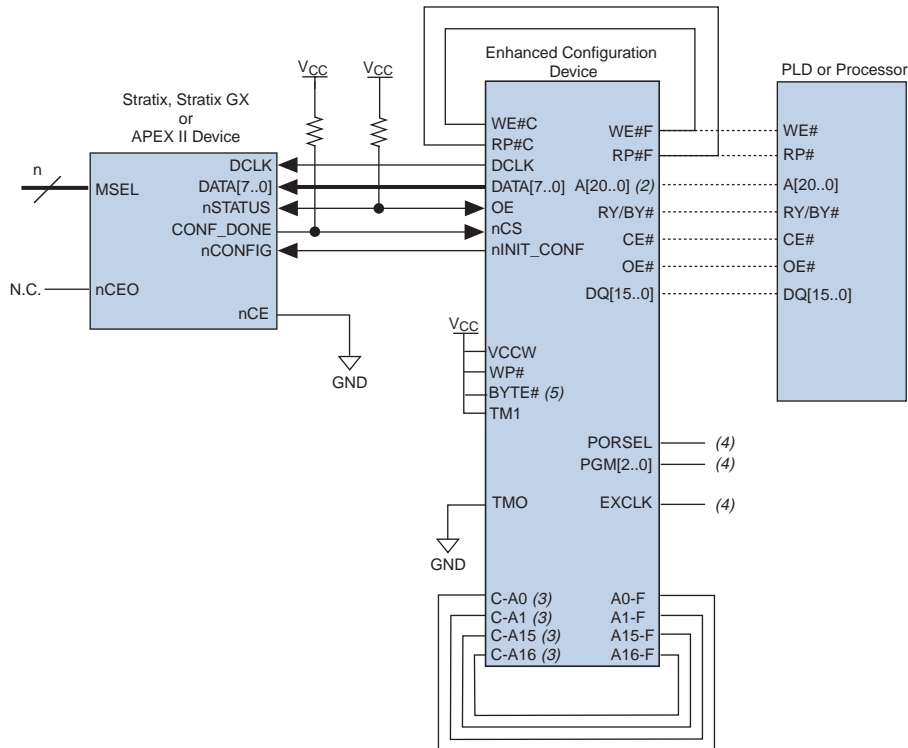 Enhanced Configuration
Device
PLD or Processor
VCC
VCC
Stratix, Stratix GX
or
APEX II Device
n
MSEL
DCLK
DATA[7..0]
nSTATUS
CONF_DONE
nCONFIG
N.C.
nCEO
nCE
GND
WE#C
RP#C
DCLK
DATA[7..0]
OE
nCS
nINIT_CONF
WE#F
RP#F
A[20..0] (2)
RY/BY#
CE#
OE#
DQ[15..0]
WE#
RP#
A[20..0]
RY/BY#
CE#
OE#
DQ[15..0]
VCC
VCCW
WP#
BYTE# (5)
TM1
PORSEL
(4)
PGM[2..0]
(4)
TMO
EXCLK
(4)
GND
C-A0 (3)
A0-F
C-A1 (3)
A1-F
C-A15 (3)
A15-F
C-A16 (3)
A16-F